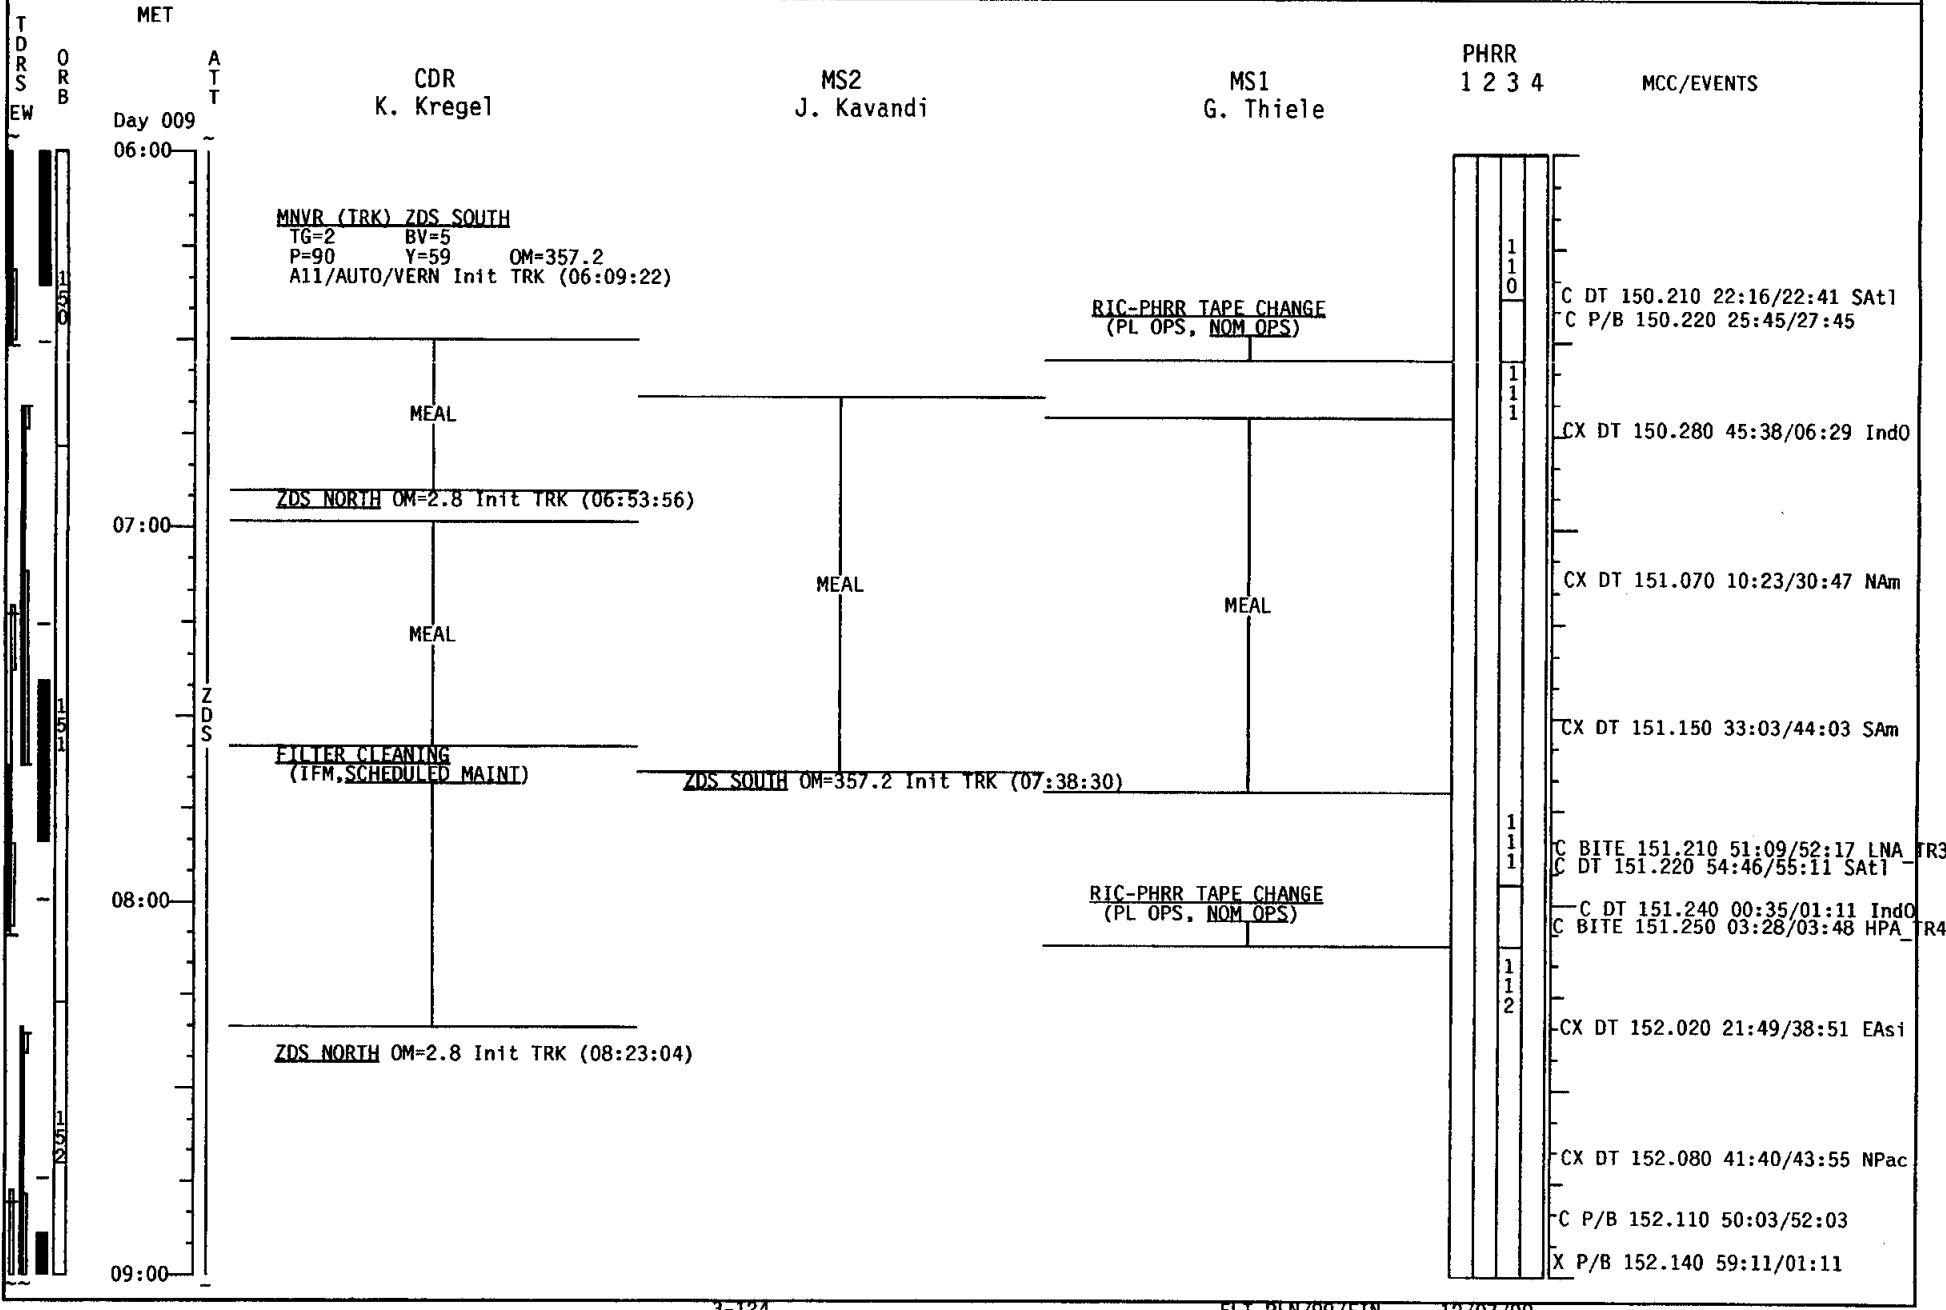 MET
TDRS
ORB
ATT
EW
CDR
K. Kregel
MS2
J. Kavandi
MS1
G. Thiele
PHRR
1 2 3 4
MCC/EVENTS
Day 009
06:00
MNVR (TRK) ZDS SOUTH
TG=2 BV=5
P=90 Y=59 OM=357.2
All/AUTO/VERN Init TRK (06:09:22)
150
110
C DT 150.210 22:16/22:41 SAtl
RIC-PHRR TAPE CHANGE
(PL OPS, NOM OPS)
C P/B 150.220 25:45/27:45
111
MEAL
CX DT 150.280 45:38/06:29 IndO
ZDS NORTH OM=2.8 Init TRK (06:53:56)
07:00
MEAL
CX DT 151.070 10:23/30:47 NAm
MEAL
MEAL
ZDS
151
CX DT 151.150 33:03/44:03 SAm
FILTER CLEANING
(IFM,SCHEDULED MAINT)
ZDS SOUTH OM=357.2 Init TRK (07:38:30)
111
C BITE 151.210 51:09/52:17 LNA_TR3
C DT 151.220 54:46/55:11 SAtl
08:00
RIC-PHRR TAPE CHANGE
(PL OPS, NOM OPS)
C DT 151.240 00:35/01:11 IndO
C BITE 151.250 03:28/03:48 HPA_TR4
112
CX DT 152.020 21:49/38:51 EAsi
ZDS NORTH OM=2.8 Init TRK (08:23:04)
152
CX DT 152.080 41:40/43:55 NPac
C P/B 152.110 50:03/52:03
X P/B 152.140 59:11/01:11
09:00
3-124